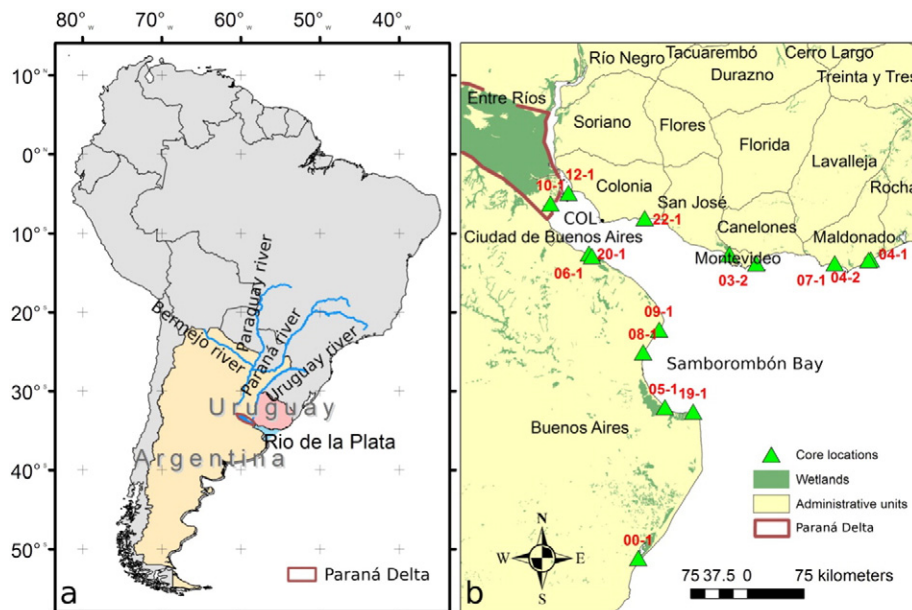 80°w 70°w 60°w 50°w 40°w
10°N
0°N
10°S
20°S
30°S
40°S
50°S
Paraguay river
Bermejo river
Paraná river
Uruguay river
Uruguay
Rio de la Plata
Argentina
Paraná Delta
a
Cerro Largo
Tacuarembó
Río Negro
Durazno
Treinta y Tres
Entre Ríos
Soriano
Flores
Florida
Lavalleja
12-1
10-1
Colonia
San José
Rocha
COL.
22-1
Canelones
Ciudad de Buenos Aires
Maldonado
20-1
04-1
Montevideo
06-1
03-2
07-1
04-2
09-1
08-1
Samborombón Bay
05-1
19-1
Buenos Aires
Core locations
Wetlands
Administrative units
Paraná Delta
N
W E
S
00-1
75 37.5 0 75 kilometers
b